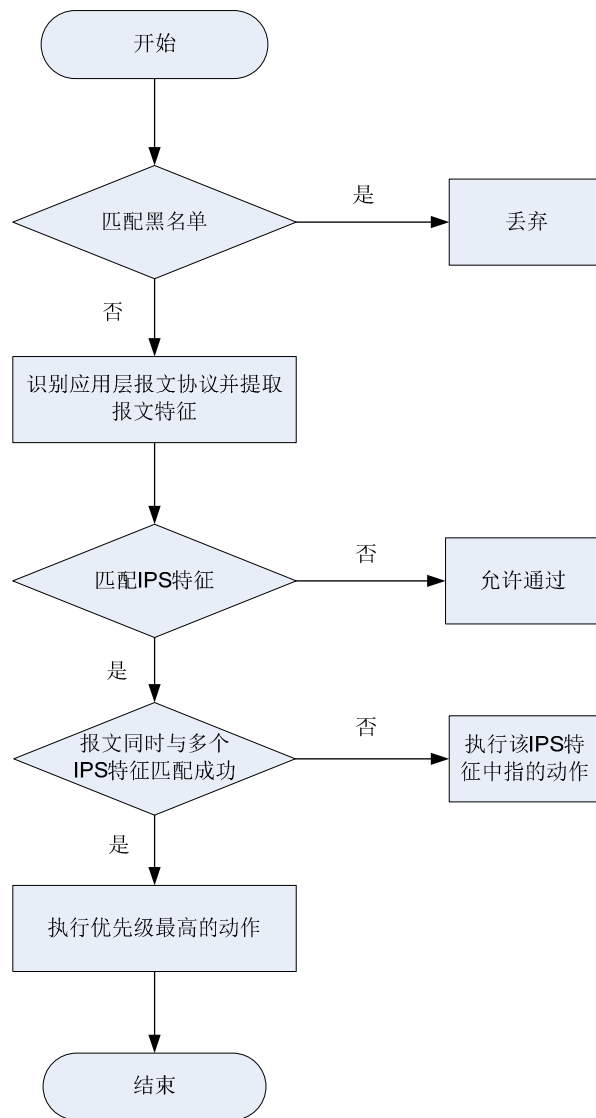 开始
匹配黑名单
是
丢弃
否
识别应用层报文协议并提取
报文特征
匹配IPS特征
否
允许通过
是
报文同时与多个
IPS特征匹配成功
否
执行该IPS特
征中指的动作
是
执行优先级最高的动作
结束